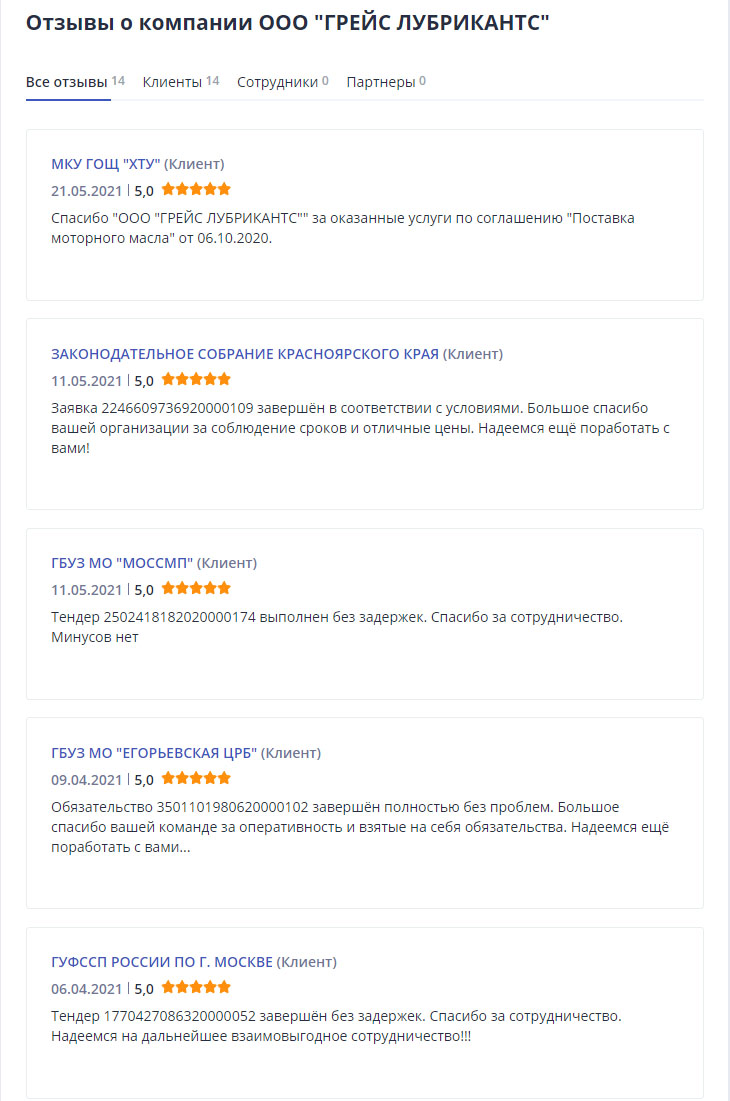 Отзывы о компании ООО "ГРЕЙС ЛУБРИКАНТС"
Все отзывы 14 Клиенты 14 Сотрудники 0 Партнеры 0
МКУ ГОЩ "ХТУ" (Клиент)
21.05.2021 | 5,0
Спасибо "ООО "ГРЕЙС ЛУБРИКАНТС"" за оказанные услуги по соглашению "Поставка
моторного масла" от 06.10.2020.
ЗАКОНОДАТЕЛЬНОЕ СОБРАНИЕ КРАСНОЯРСКОГО КРАЯ (Клиент)
11.05.2021 | 5,0
Заявка 2246609736920000109 завершён в соответствии с условиями. Большое спасибо
вашей организации за соблюдение сроков и отличные цены. Надеемся ещё поработать с
вами!
ГБУЗ МО "МОССМП" (Клиент)
11.05.2021 | 5,0
Тендер 2502418182020000174 выполнен без задержек. Спасибо за сотрудничество.
Минусов нет
ГБУЗ МО "ЕГОРЬЕВСКАЯ ЦРБ" (Клиент)
09.04.2021 | 5,0
Обязательство 3501101980620000102 завершён полностью без проблем. Большое
спасибо вашей команде за оперативность и взятые на себя обязательства. Надеемся ещё
поработать с вами...
ГУФССП РОССИИ ПО Г. МОСКВЕ (Клиент)
06.04.2021 | 5,0
Тендер 1770427086320000052 завершён без задержек. Спасибо за сотрудничество.
Надеемся на дальнейшее взаимовыгодное сотрудничество!!!